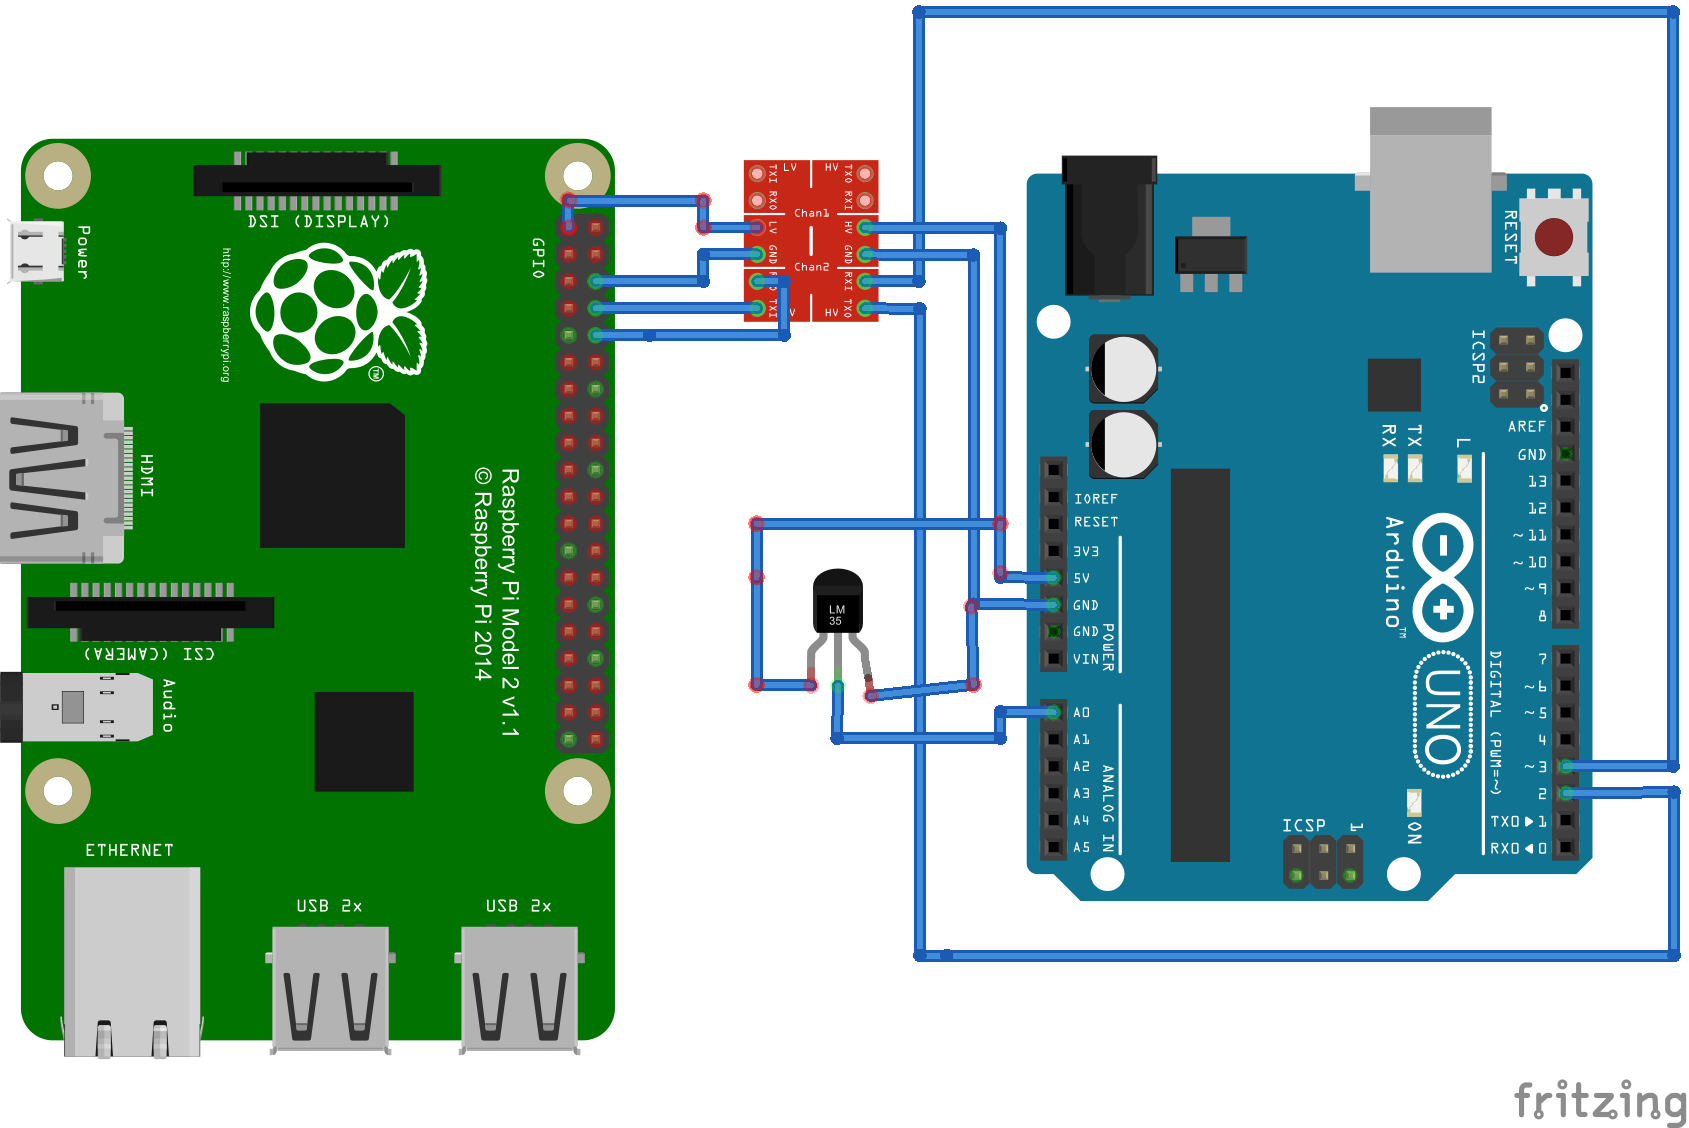 DSI (DISPLAY)
Power
http://www.raspberrypi.org
GPIO
TM
HDMI
Raspberry Pi Model 2 v1.1
© Raspberry Pi 2014
CSI (CAMERA)
Audio
ETHERNET
USB 2x
USB 2x
LV
HV
TXI
TXO
RXO
RXI
Chan1
LV
HV
GND
GND
Chan2
RXI
TXI
TXO
HV
LM
35
RESET
ICSP2
AREF
GND
13
12
~11
~10
~9
8
7
~6
~5
4
~3
2
TX0▶1
RX0◀0
DIGITAL (PWM=~)
RX
TX
L
Arduino™
UNO
ON
ICSP
1
IOREF
RESET
3V3
5V
GND
GND
VIN
POWER
A0
A1
A2
A3
A4
A5
ANALOG IN
fritzing